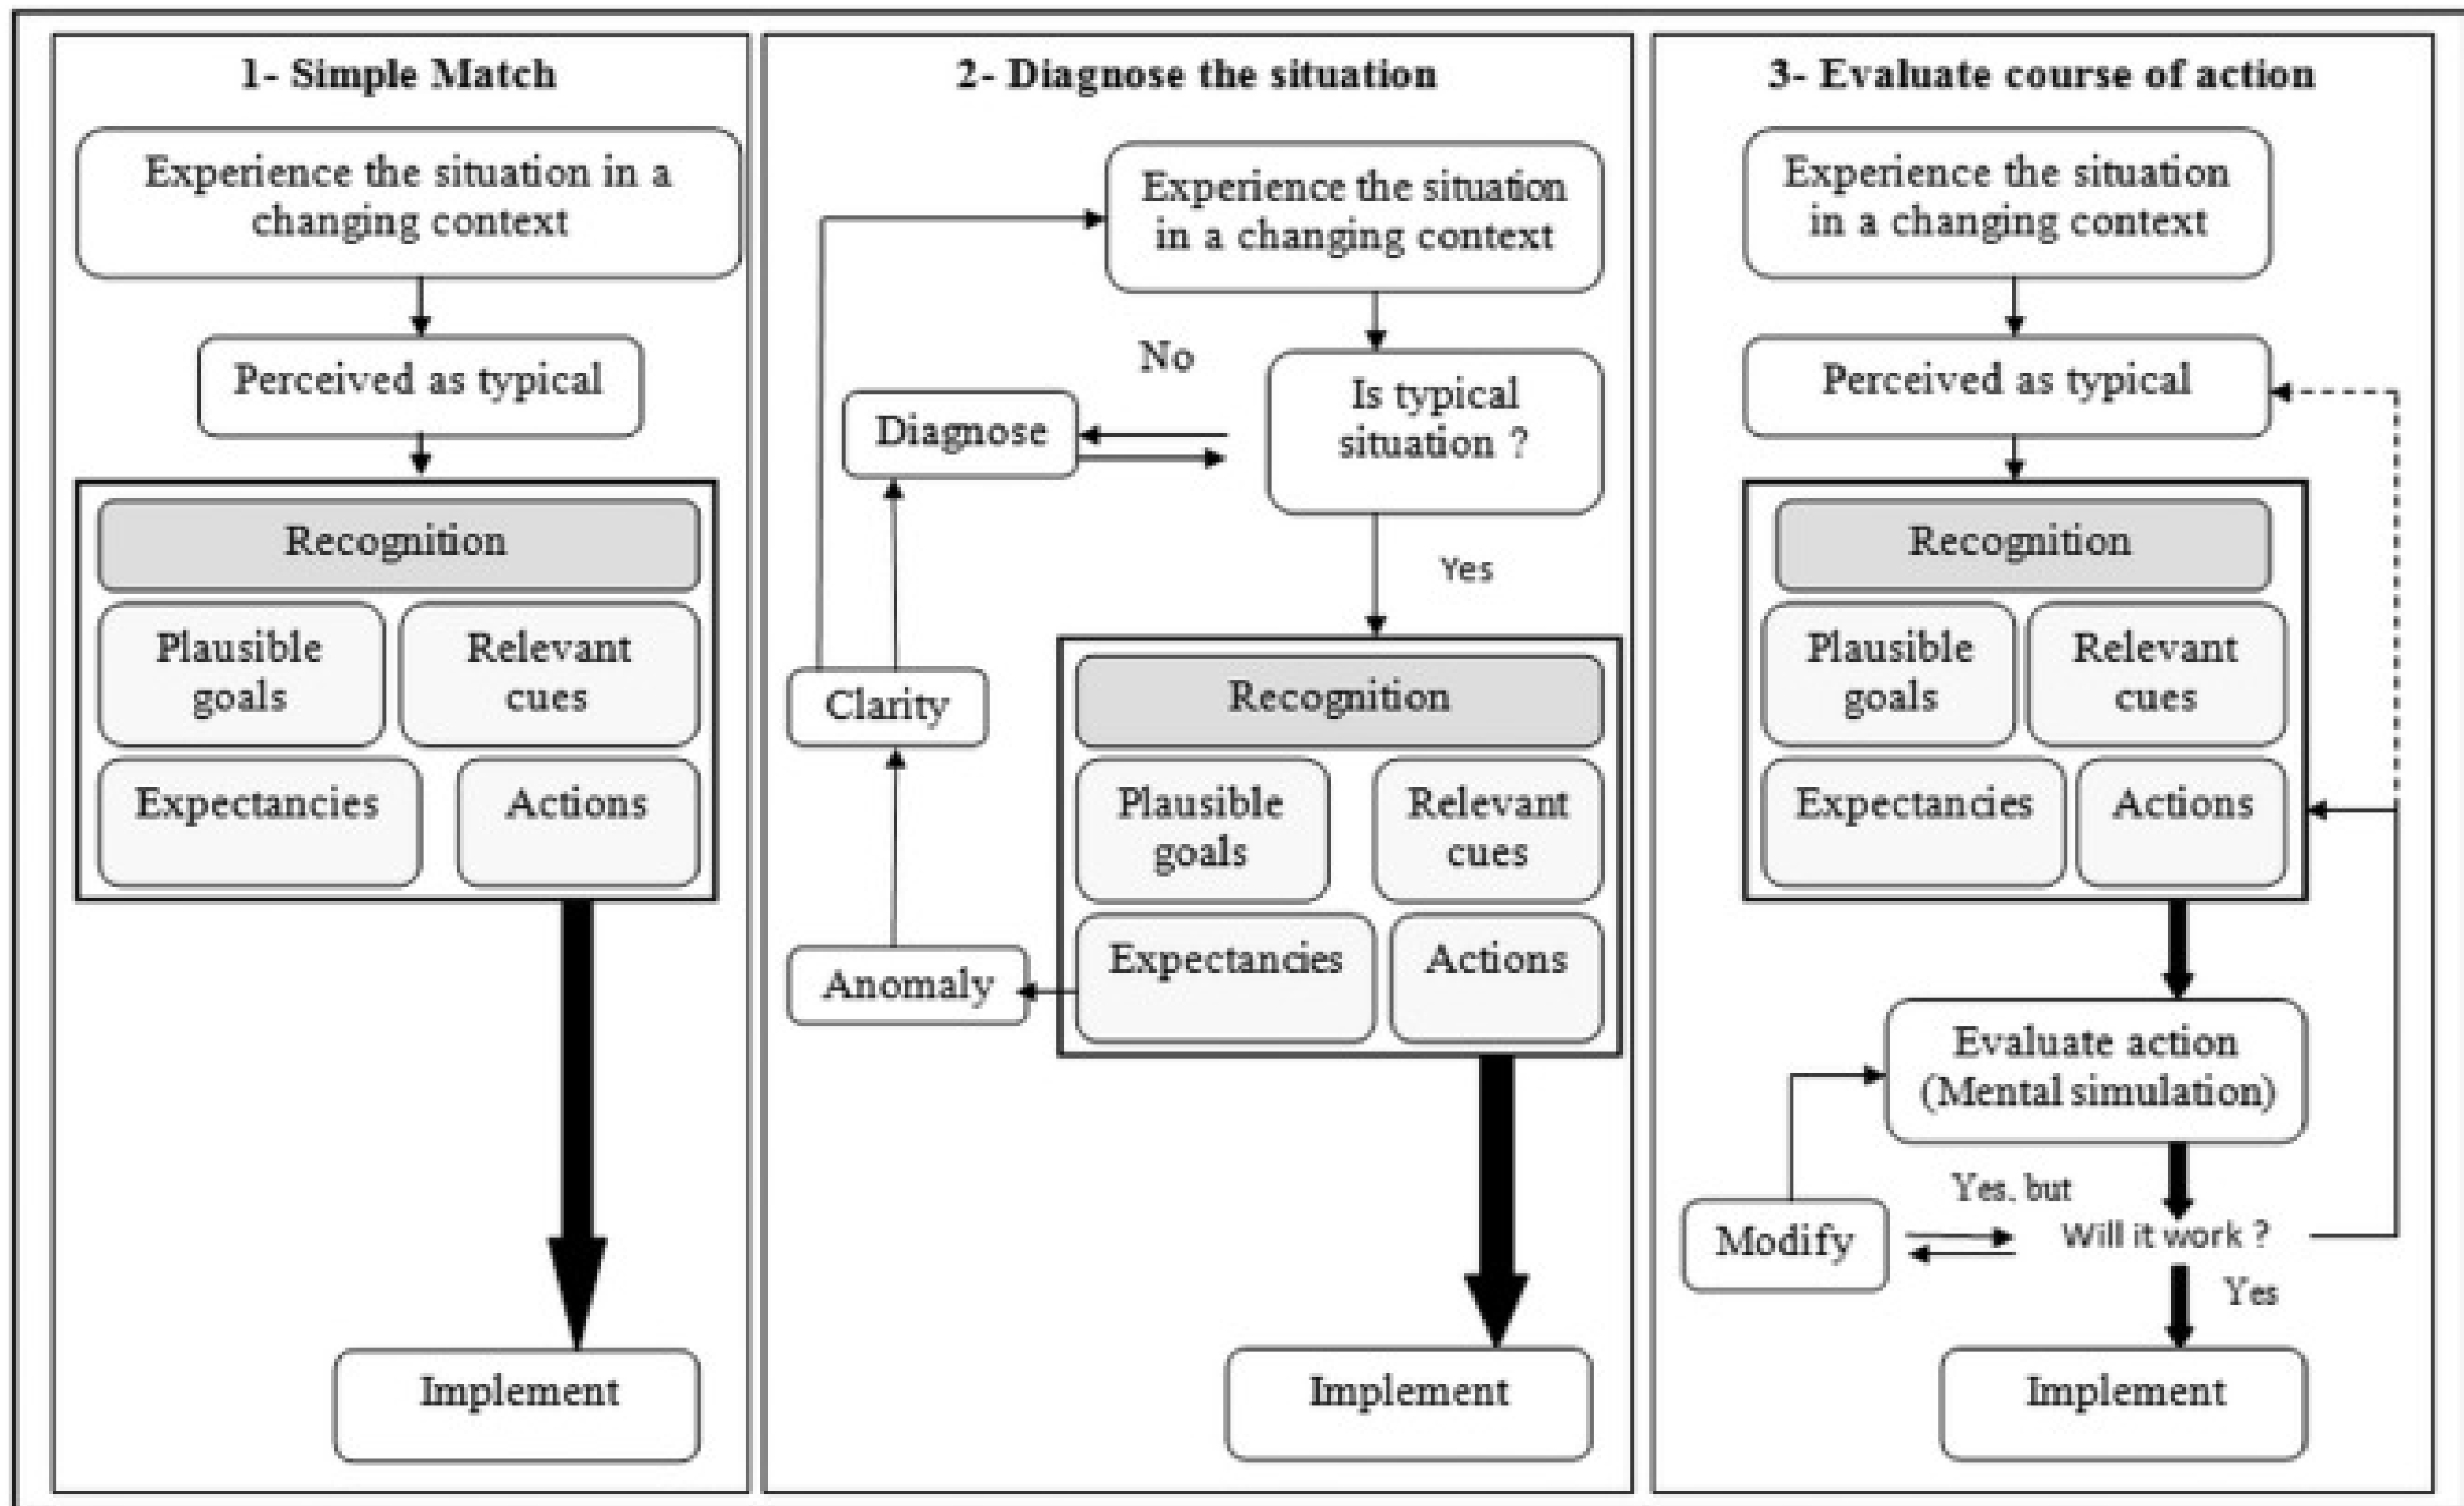 1- Simple Match
Experience the situation in a
changing context
Perceived as typical
Recognition
Plausible
goals
Relevant
cues
Expectancies
Actions
Implement
2- Diagnose the situation
Experience the situation
in a changing context
No
Is typical
situation ?
Diagnose
Yes
Clarity
Recognition
Plausible
goals
Relevant
cues
Anomaly
Expectancies
Actions
Implement
3- Evaluate course of action
Experience the situation
in a changing context
Perceived as typical
Recognition
Plausible
goals
Relevant
cues
Expectancies
Actions
Evaluate action
(Mental simulation)
Yes, but
Modify
Will it work ?
Yes
Implement